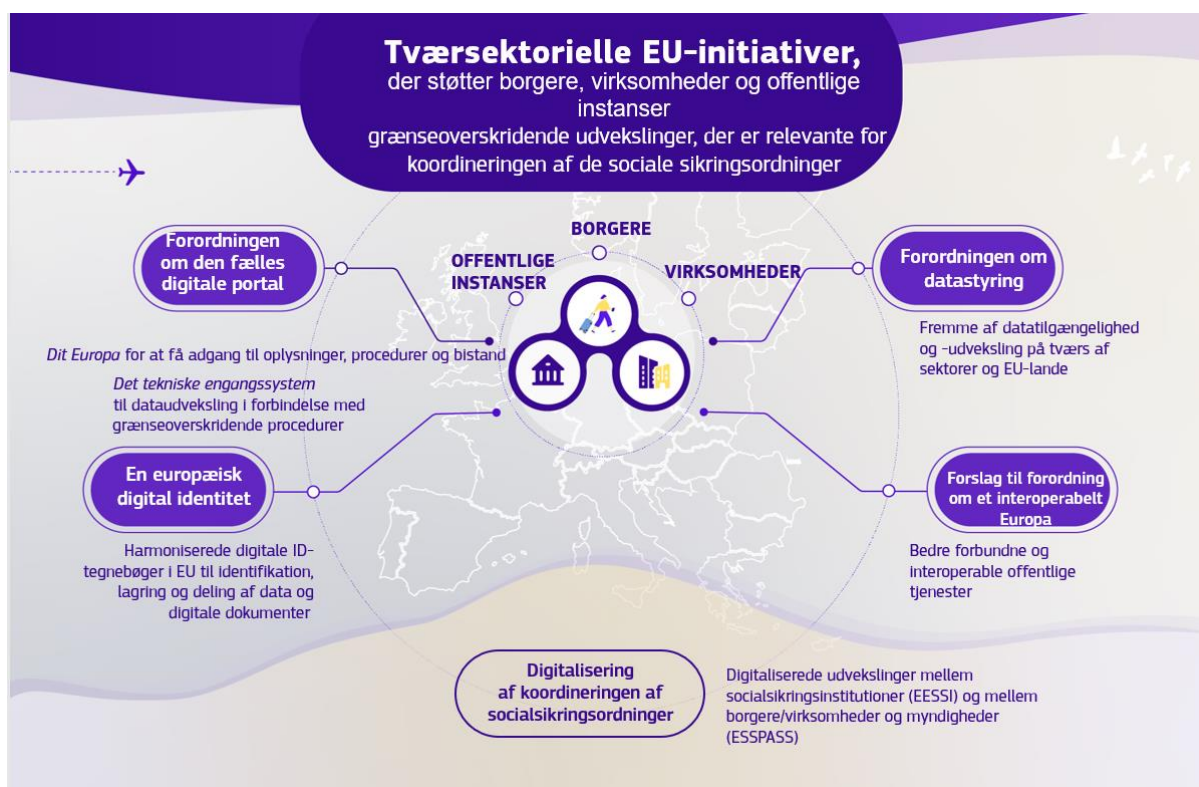 Tværsektorielle EU-initiativer,
der støtter borgere, virksomheder og offentlige
instanser
grænseoverskridende udvekslinger, der er relevante for
koordineringen af de sociale sikringsordninger
BORGERE
OFFENTLIGE
INSTANSER
VIRKSOMHEDER
Forordningen
om den fælles
digitale portal
Dit Europa for at få adgang til oplysninger, procedurer og bistand
Det tekniske engangssystem
til dataudveksling i forbindelse med
grænseoverskridende procedurer
Forordningen om
datastyring
Fremme af datatilgængelighed
og -udveksling på tværs af
sektorer og EU-lande
En europæisk
digital identitet
Harmoniserede digitale ID-
tegnebøger i EU til identifikation,
lagring og deling af data og
digitale dokumenter
Forslag til forordning
om et interoperabelt
Europa
Bedre forbundne og
interoperable offentlige
tjenester
Digitalisering
af koordineringen af
socialsikringsordninger
Digitaliserede udvekslinger mellem
socialsikringsinstitutioner (EESSI) og mellem
borgere/virksomheder og myndigheder
(ESSPASS)